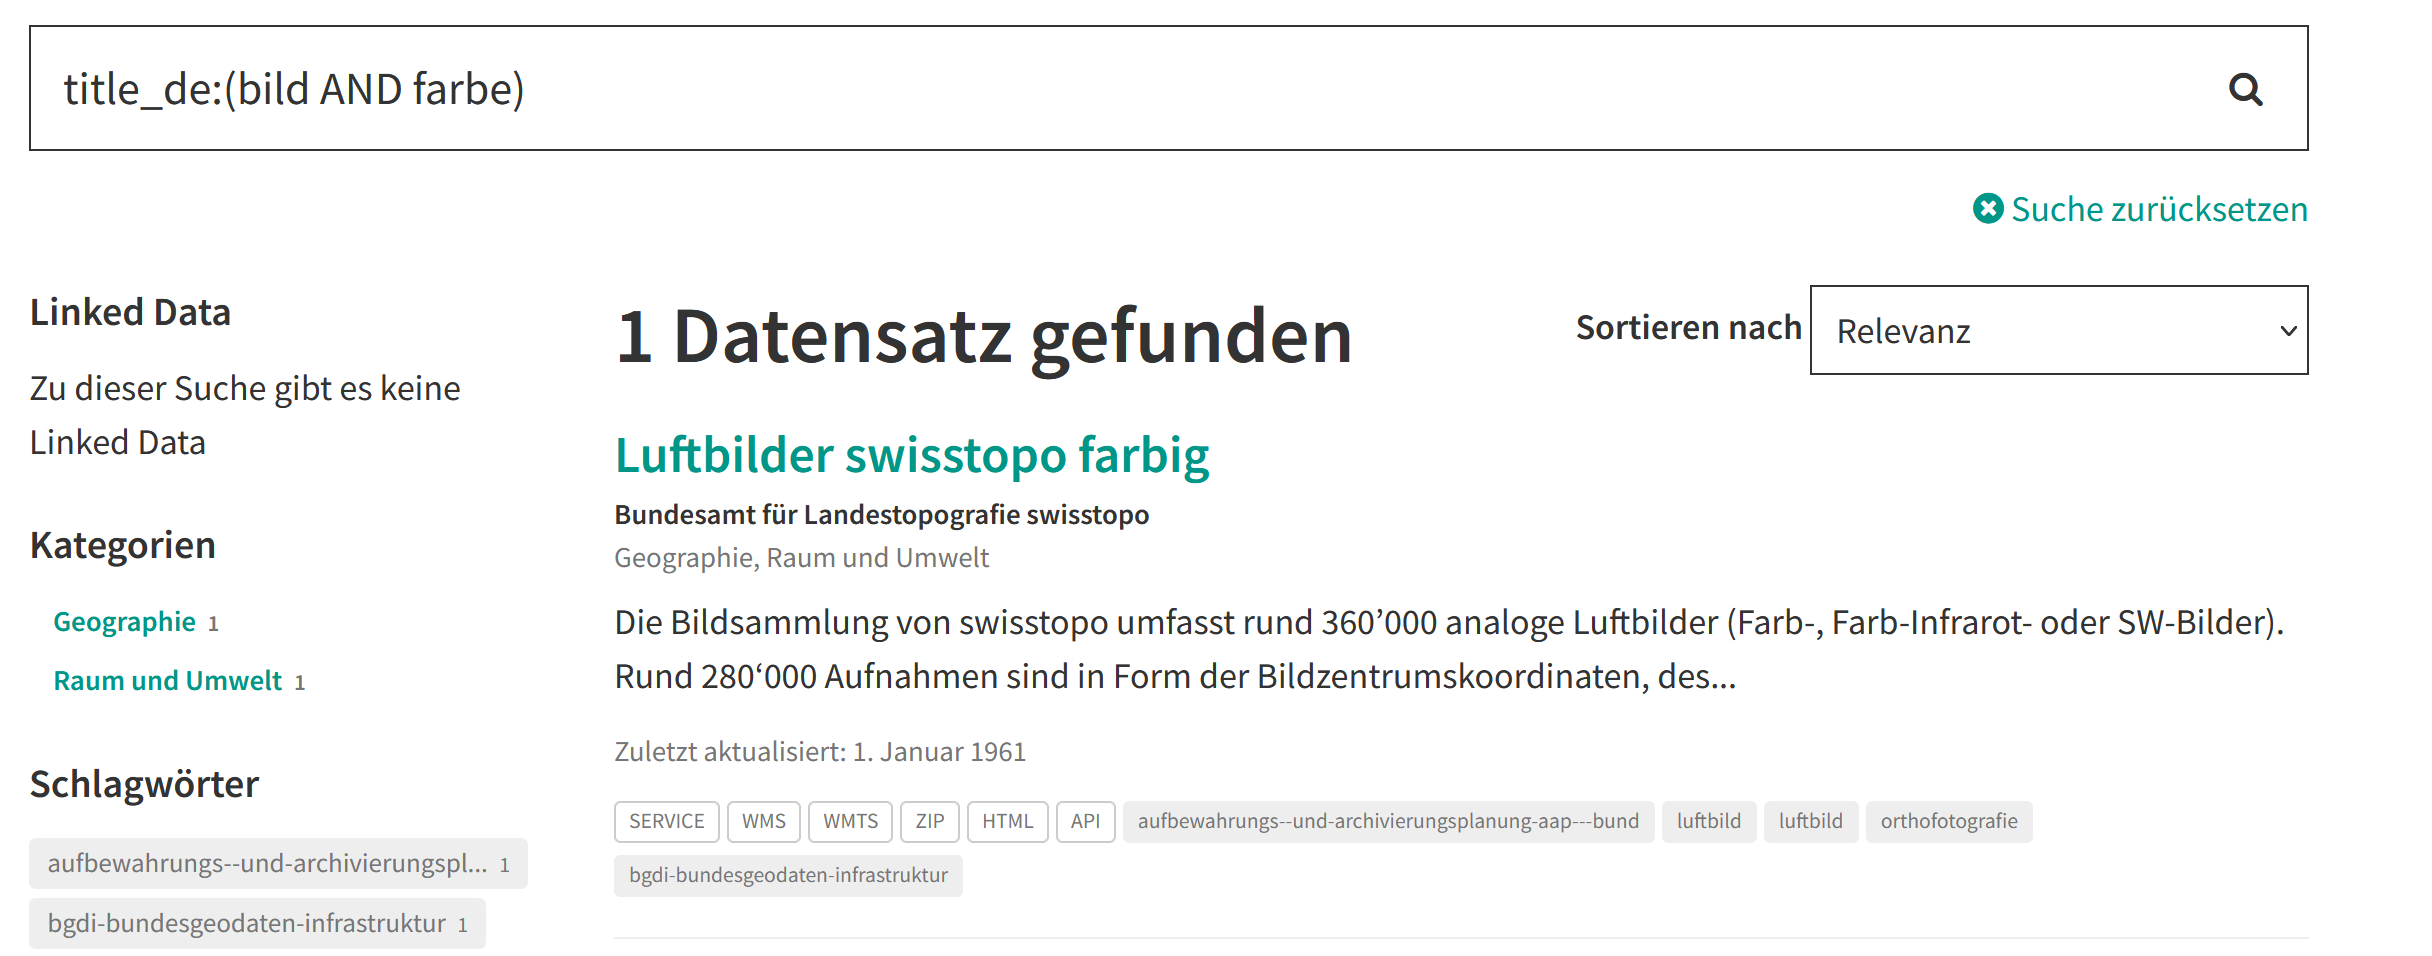 title_de:(bild AND farbe)
Suche zurücksetzen
Linked Data
Zu dieser Suche gibt es keine
Linked Data
Kategorien
Geographie 1
Raum und Umwelt 1
Schlagwörter
aufbewahrungs--und-archivierungspl... 1
bgdi-bundesgeodaten-infrastruktur 1
1 Datensatz gefunden
Sortieren nach Relevanz
Luftbilder swisstopo farbig
Bundesamt für Landestopografie swisstopo
Geographie, Raum und Umwelt
Die Bildsammlung von swisstopo umfasst rund 360’000 analoge Luftbilder (Farb-, Farb-Infrarot- oder SW-Bilder).
Rund 280‘000 Aufnahmen sind in Form der Bildzentrumskoordinaten, des...
Zuletzt aktualisiert: 1. Januar 1961
SERVICE WMS WMTS ZIP HTML API aufbewahrungs--und-archivierungsplanung-aap---bund luftbild luftbild orthofotografie
bgdi-bundesgeodaten-infrastruktur